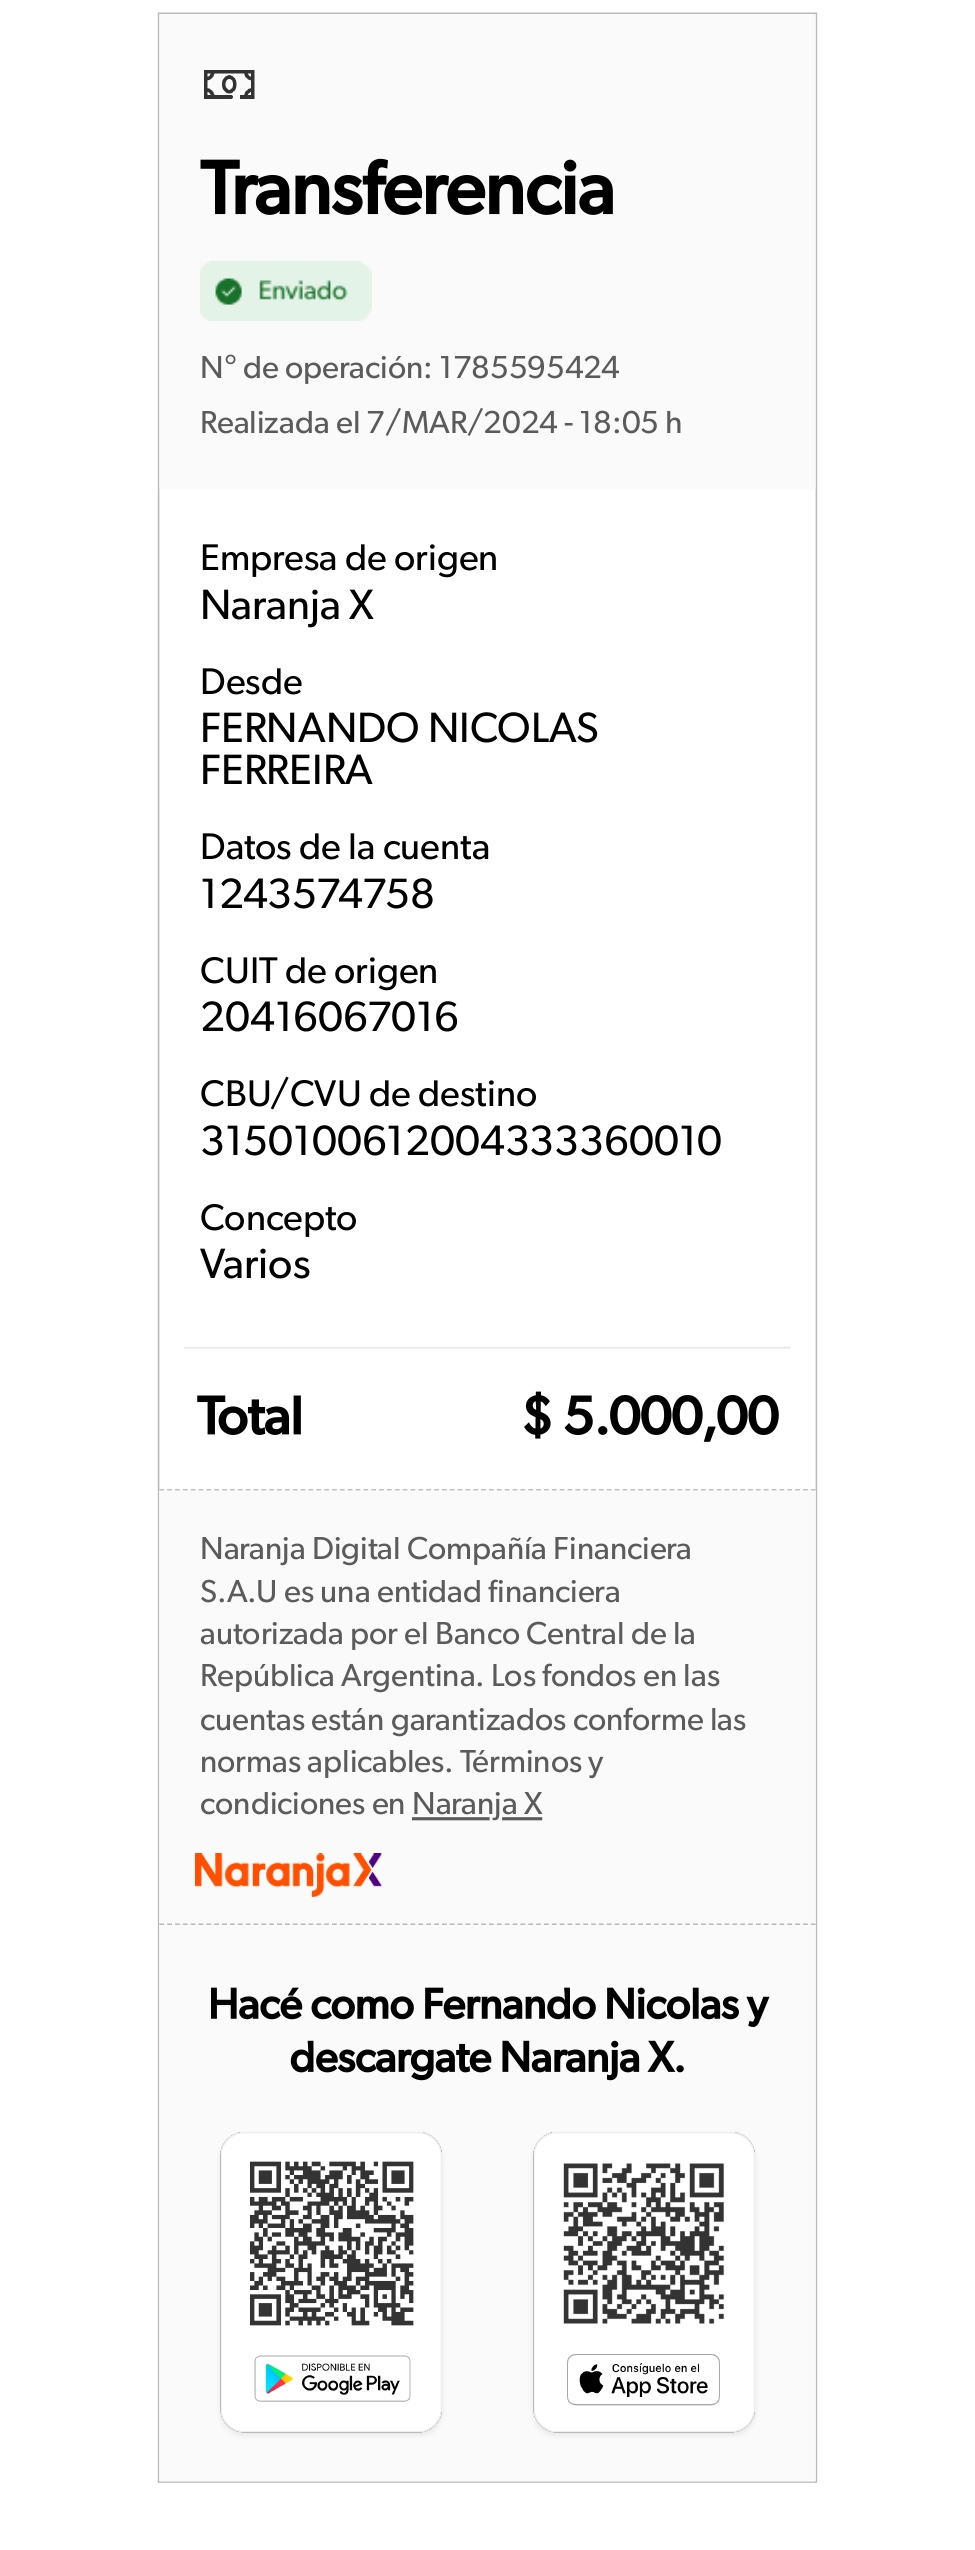 Transferencia
Enviado
N° de operación: 1785595424
Realizada el 7/MAR/2024 - 18:05 h
Empresa de origen
Naranja X
Desde
FERNANDO NICOLAS
FERREIRA
Datos de la cuenta
1243574758
CUIT de origen
20416067016
CBU/CVU de destino
3150100612004333360010
Concepto
Varios
Total $ 5.000,00
Naranja Digital Compañía Financiera
S.A.U es una entidad financiera
autorizada por el Banco Central de la
República Argentina. Los fondos en las
cuentas están garantizados conforme las
normas aplicables. Términos y
condiciones en Naranja X
NaranjaX
Hacé como Fernando Nicolas y
descargate Naranja X.
DISPONIBLE EN
Google Play
Consíguelo en el
App Store